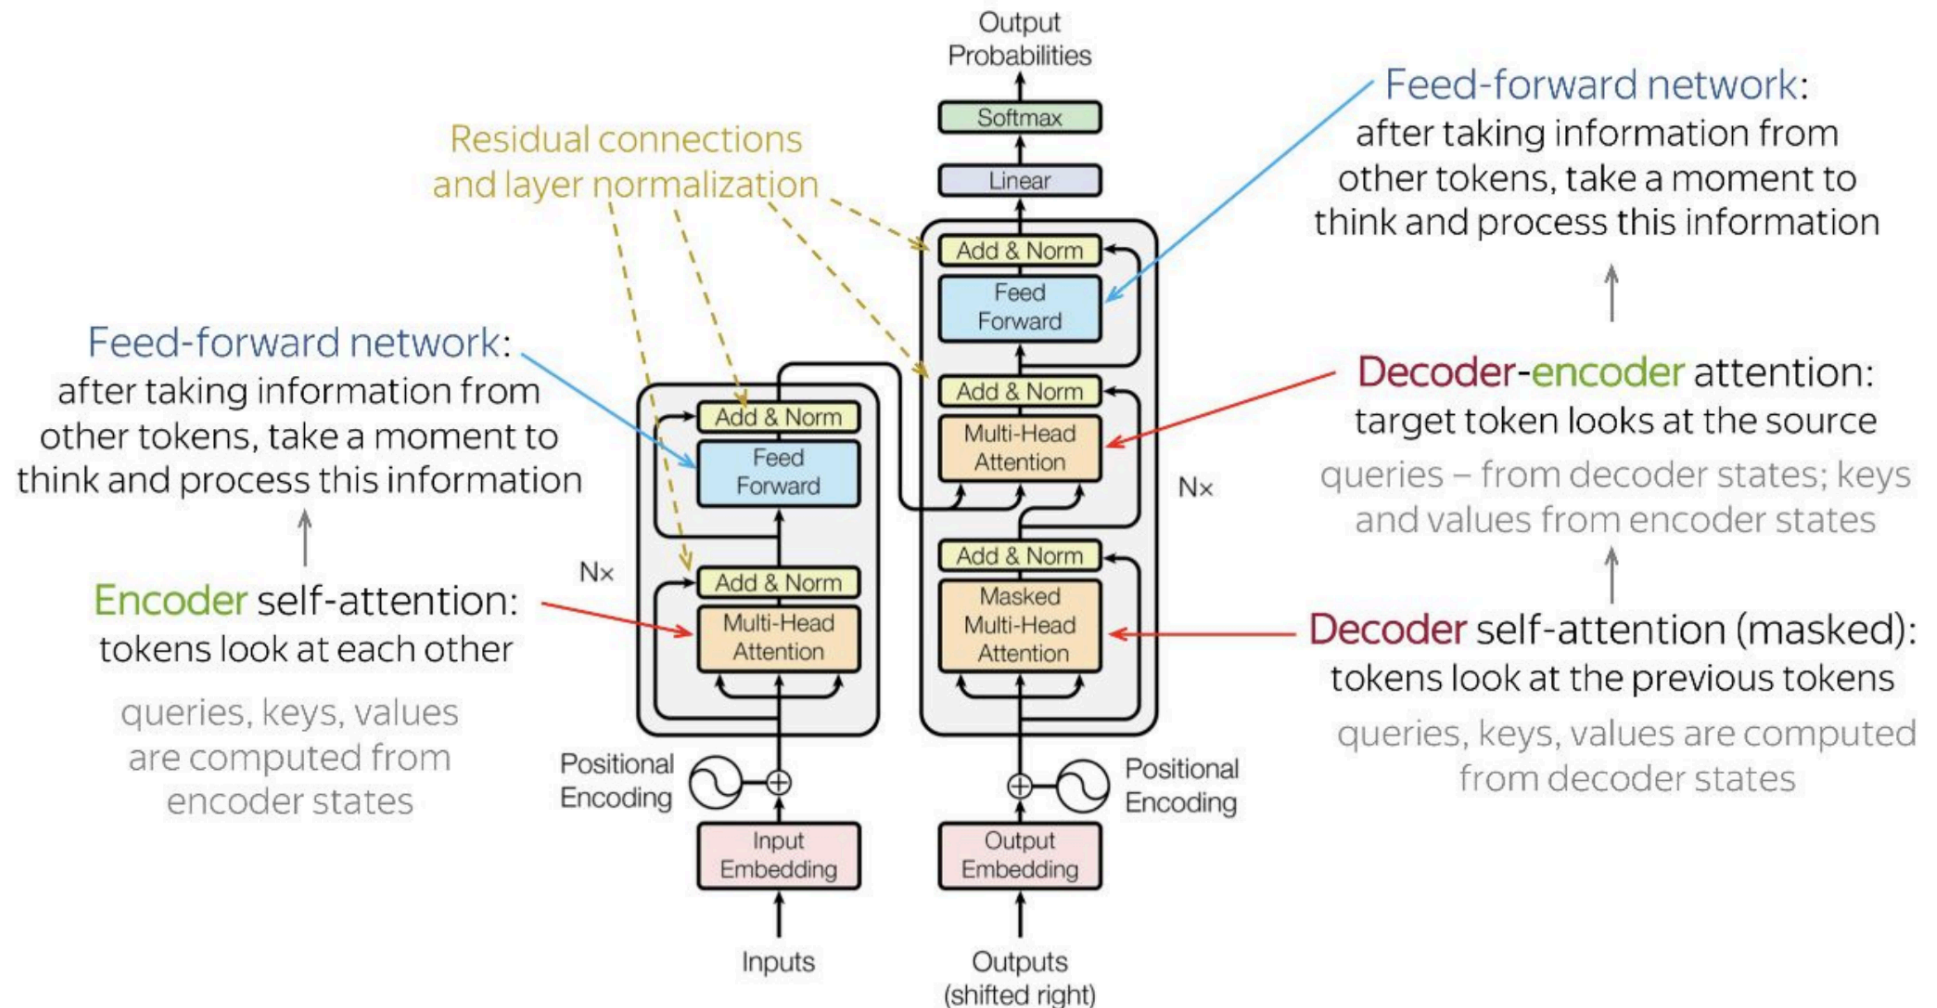 Output
Probabilities
Softmax
Linear
Add & Norm
Feed
Forward
Add & Norm
Multi-Head
Attention
Add & Norm
Masked
Multi-Head
Attention
Nx
Positional
Encoding
Output
Embedding
Outputs
(shifted right)
Residual connections
and layer normalization
Add & Norm
Feed
Forward
Add & Norm
Multi-Head
Attention
Nx
Positional
Encoding
Input
Embedding
Inputs
Feed-forward network:
after taking information from
other tokens, take a moment to
think and process this information
Encoder self-attention:
tokens look at each other
queries, keys, values
are computed from
encoder states
Feed-forward network:
after taking information from
other tokens, take a moment to
think and process this information
Decoder-encoder attention:
target token looks at the source
queries – from decoder states; keys
and values from encoder states
Decoder self-attention (masked):
tokens look at the previous tokens
queries, keys, values are computed
from decoder states